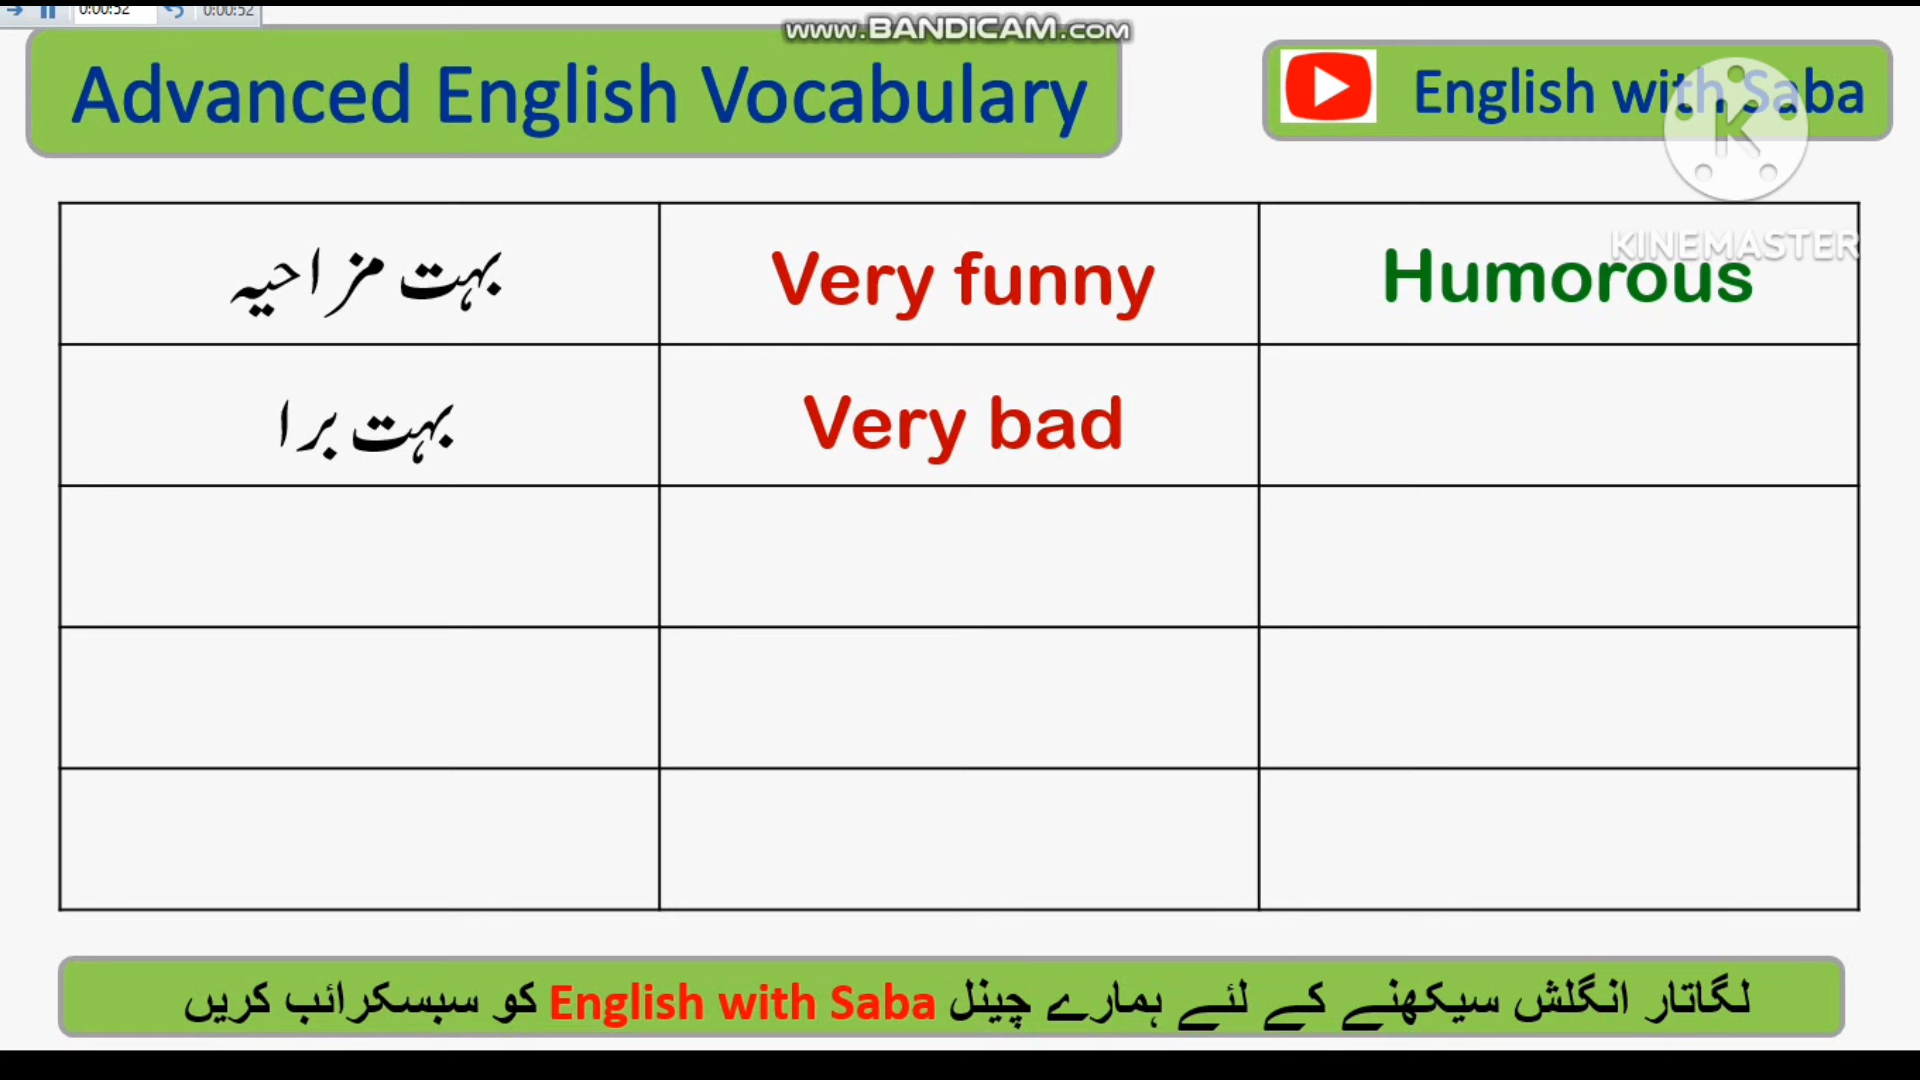 0:00:52 0:00:52
www.BANDICAM.com
Advanced English Vocabulary
English with Saba
KINEMASTER
بہت مزاحیہ
Very funny
Humorous
بہت برا
Very bad
لگاتار انگلش سیکھنے کے لئے ہمارے چینل English with Saba کو سبسکرائب کریں